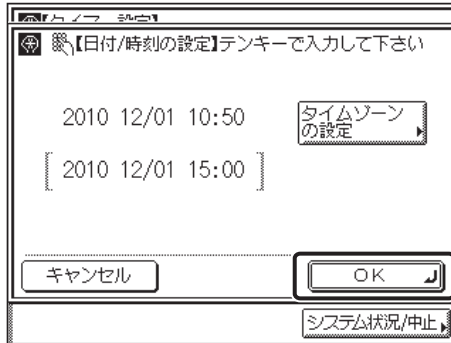 【日付/時刻の設定】テンキーで入力して下さい
2010 12/01 10:50
タイムゾーン
の設定
[ 2010 12/01 15:00 ]
キャンセル
OK
システム状況/中止